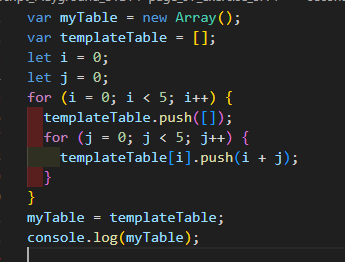 var myTable = new Array();
var templateTable = [];
let i = 0;
let j = 0;
for (i = 0; i < 5; i++) {
  templateTable.push([]);
  for (j = 0; j < 5; j++) {
    templateTable[i].push(i + j);
  }
}
myTable = templateTable;
console.log(myTable);